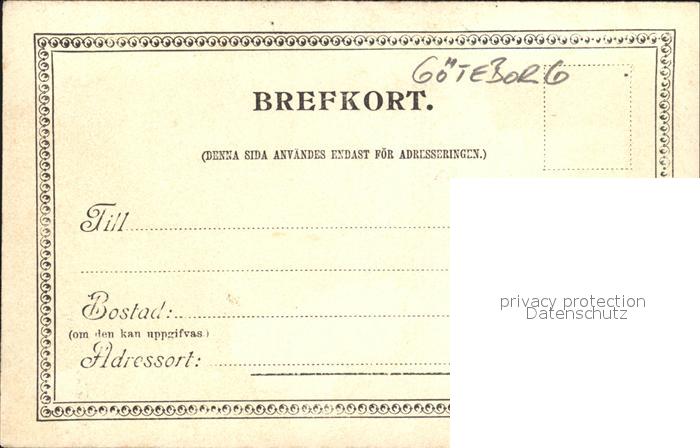 GÖTEBORG
BREFKORT.
(DENNA SIDA ANVÄNDES ENDAST FÖR ADRESSERINGEN.)
Till
Bostad:
(om den kan uppgifvas.)
Adressort:
privacy protection
Datenschutz